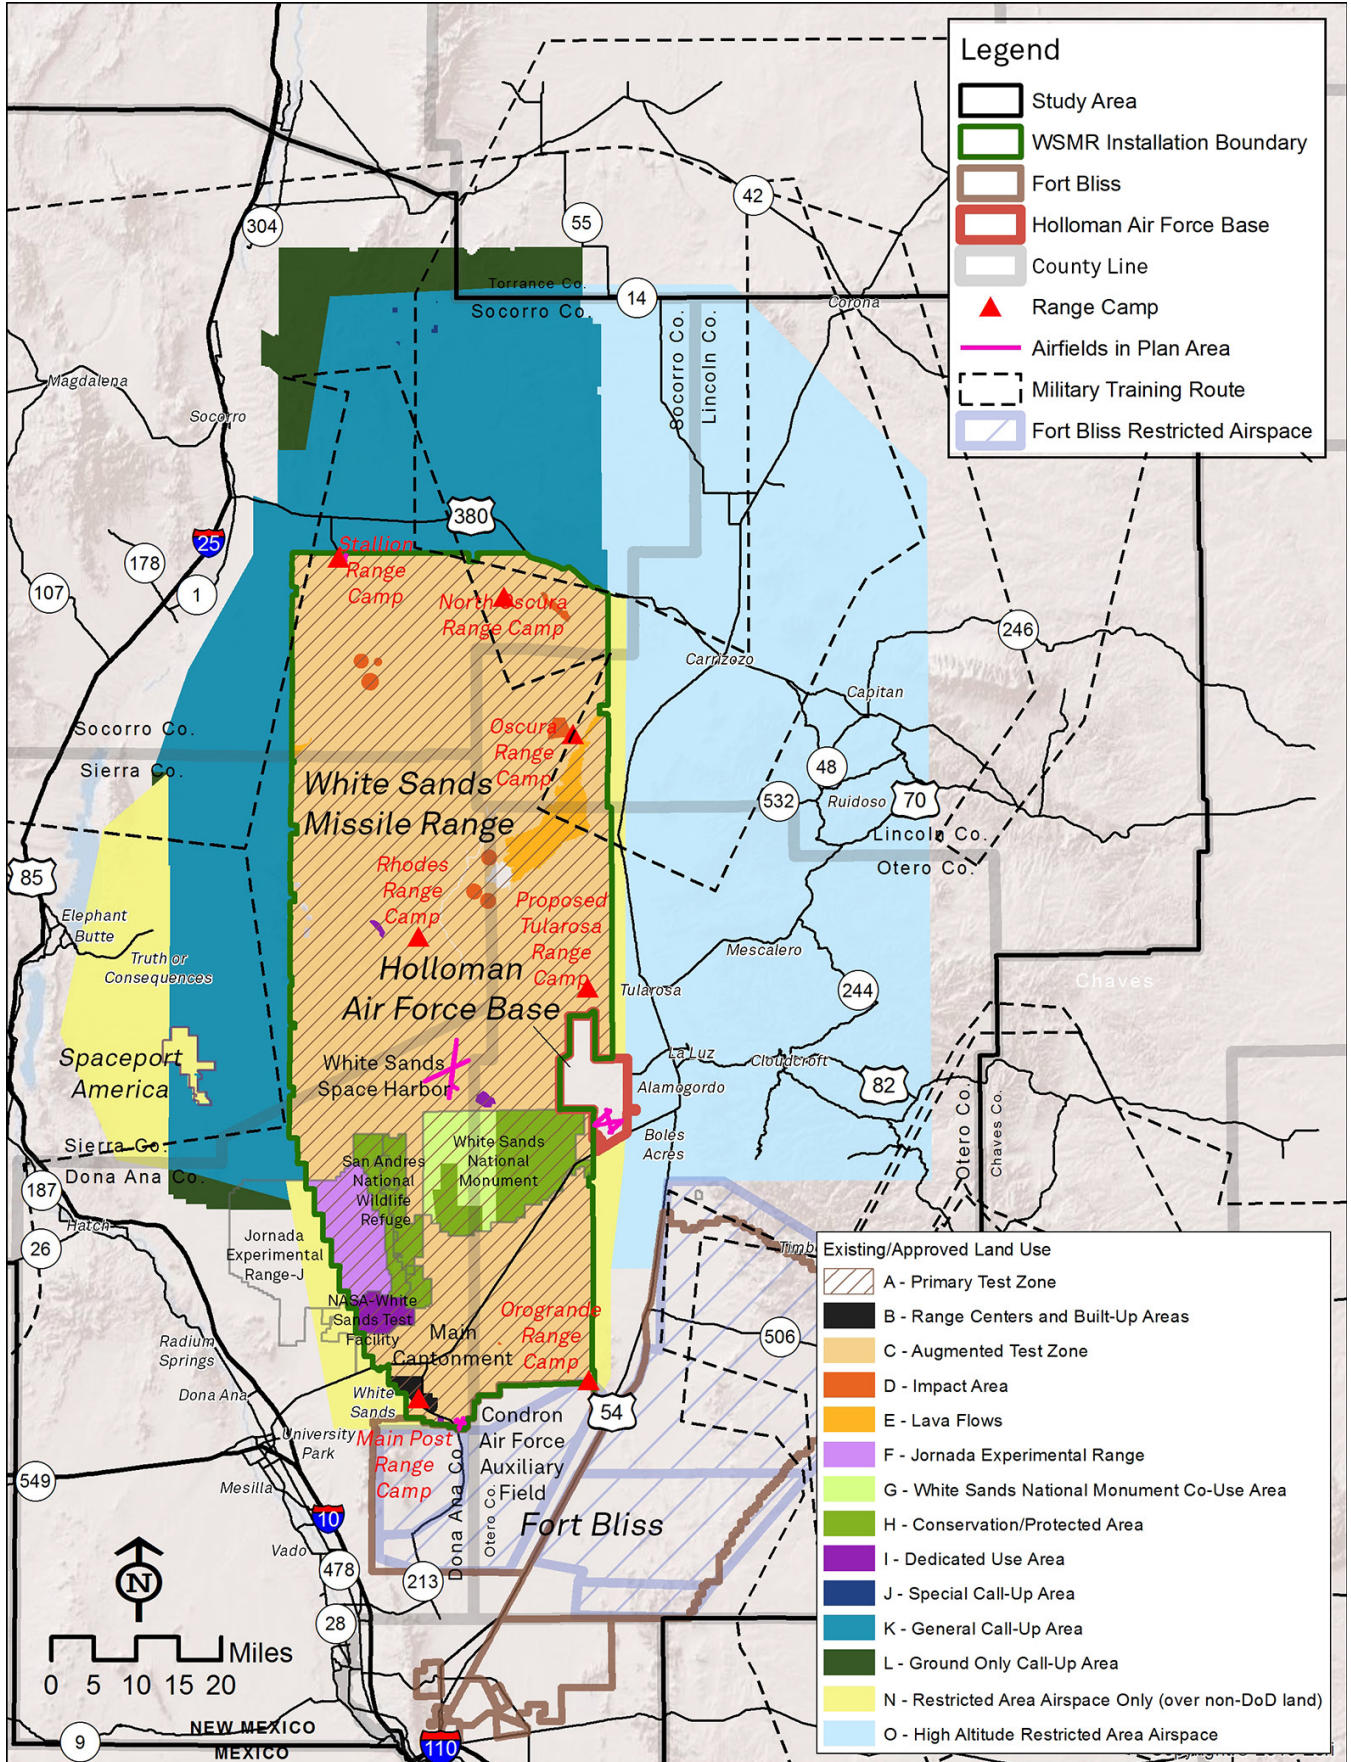 Legend
Study Area
WSMR Installation Boundary
Fort Bliss
Holloman Air Force Base
County Line
Range Camp
Airfields in Plan Area
Military Training Route
Fort Bliss Restricted Airspace
304
55
42
Torrance Co.
Socorro Co.
14
Corona
Socorro Co.
Lincoln Co.
Magdalena
Socorro
380
25
178
1
107
Stallion
Range
Camp
North Oscura
Range Camp
246
Carrizozo
Capitan
Socorro Co.
Sierra Co.
Oscura
Range
Camp
White Sands
Missile Range
48
532
Ruidoso
70
Lincoln Co.
Otero Co.
85
Rhodes
Range
Camp
Proposed
Tularosa
Range
Camp
Elephant
Butte
Truth or
Consequences
Mescalero
Holloman
Air Force Base
Tularosa
244
Chaves
Spaceport
America
White Sands
Space Harbor
La Luz
Cloudcroft
Alamogordo
82
Boles
Acres
Otero Co.
Chaves Co.
Sierra Co.
Dona Ana Co.
White Sands
National
Monument
San Andres
National
Wildlife
Refuge
187
Hatch
26
Jornada
Experimental
Range-J
Timb
NASA-White
Sands Test
Facility
Main
Cantonment
Orogrande
Range
Camp
506
Radium
Springs
Dona Ana
White
Sands
54
University
Park
Main Post
Range
Camp
Condron
Air Force
Auxiliary
Field
Dona Ana Co.
Otero Co.
549
Mesilla
10
Fort Bliss
Vado
478
213
28
N
Miles
0 5 10 15 20
NEW MEXICO
MEXICO
9
110
Existing/Approved Land Use
A - Primary Test Zone
B - Range Centers and Built-Up Areas
C - Augmented Test Zone
D - Impact Area
E - Lava Flows
F - Jornada Experimental Range
G - White Sands National Monument Co-Use Area
H - Conservation/Protected Area
I - Dedicated Use Area
J - Special Call-Up Area
K - General Call-Up Area
L - Ground Only Call-Up Area
N - Restricted Area Airspace Only (over non-DoD land)
O - High Altitude Restricted Area Airspace